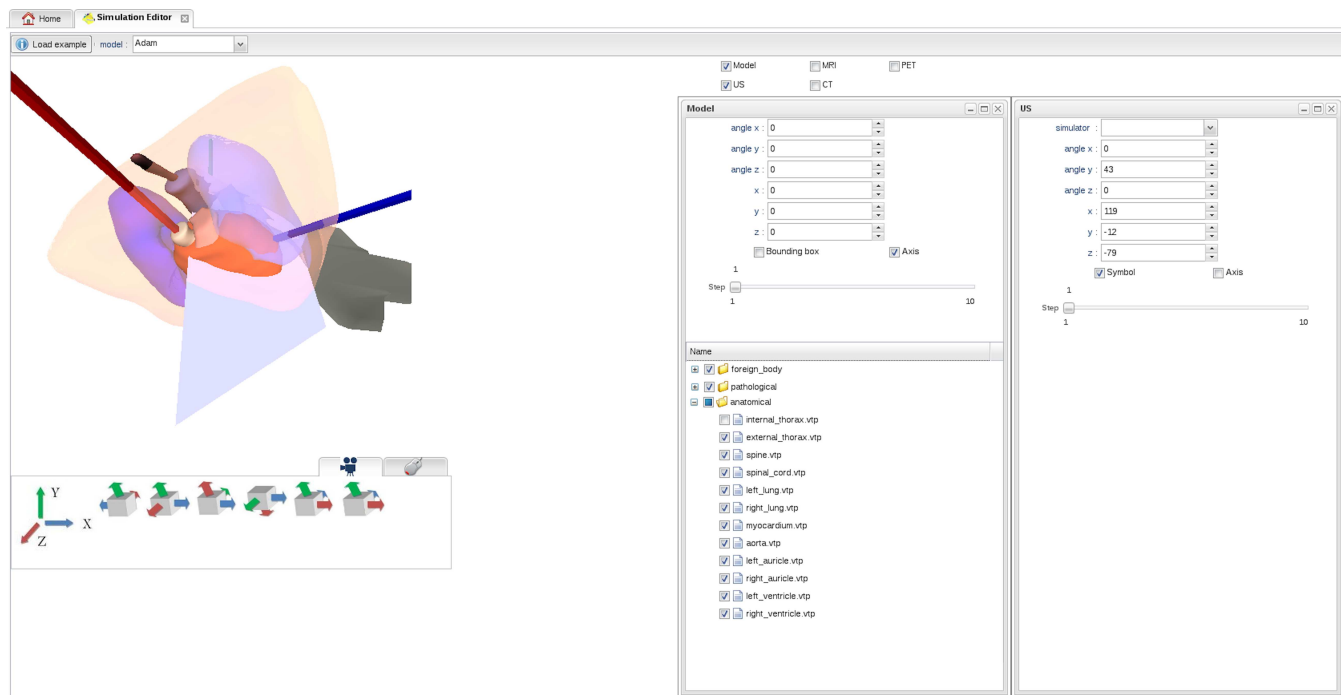 Home
Simulation Editor
Load example
model :
Adam
Model
MRI
PET
US
CT
Model
angle x :
0
angle y :
0
angle z :
0
x :
0
y :
0
z :
0
Bounding box
Axis
1
Step
1
10
Name
foreign_body
pathological
anatomical
internal_thorax.vtp
external_thorax.vtp
spine.vtp
spinal_cord.vtp
left_lung.vtp
right_lung.vtp
myocardium.vtp
aorta.vtp
left_auricle.vtp
right_auricle.vtp
left_ventricle.vtp
right_ventricle.vtp
US
simulator :
angle x :
0
angle y :
43
angle z :
0
x :
119
y :
-12
z :
-79
Symbol
Axis
1
Step
1
10
Y
X
Z